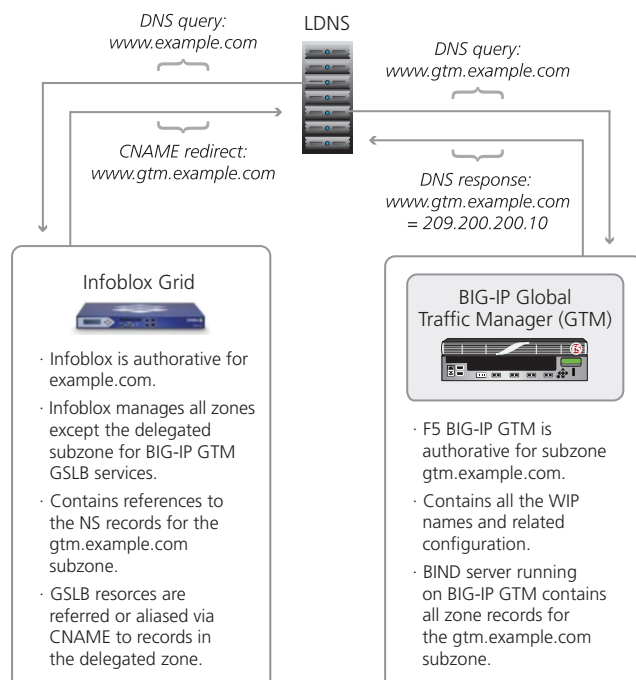 DNS query:
www.example.com
LDNS
DNS query:
www.gtm.example.com
CNAME redirect:
www.gtm.example.com
DNS response:
www.gtm.example.com
= 209.200.200.10
Infoblox Grid
· Infoblox is authorative for
example.com.
· Infoblox manages all zones
except the delegated
subzone for BIG-IP GTM
GSLB services.
· Contains references to
the NS records for the
gtm.example.com
subzone.
· GSLB resorces are
referred or aliased via
CNAME to records in
the delegated zone.
BIG-IP Global
Traffic Manager (GTM)
· F5 BIG-IP GTM is
authorative for subzone
gtm.example.com.
· Contains all the WIP
names and related
configuration.
· BIND server running
on BIG-IP GTM contains
all zone records for
the gtm.example.com
subzone.